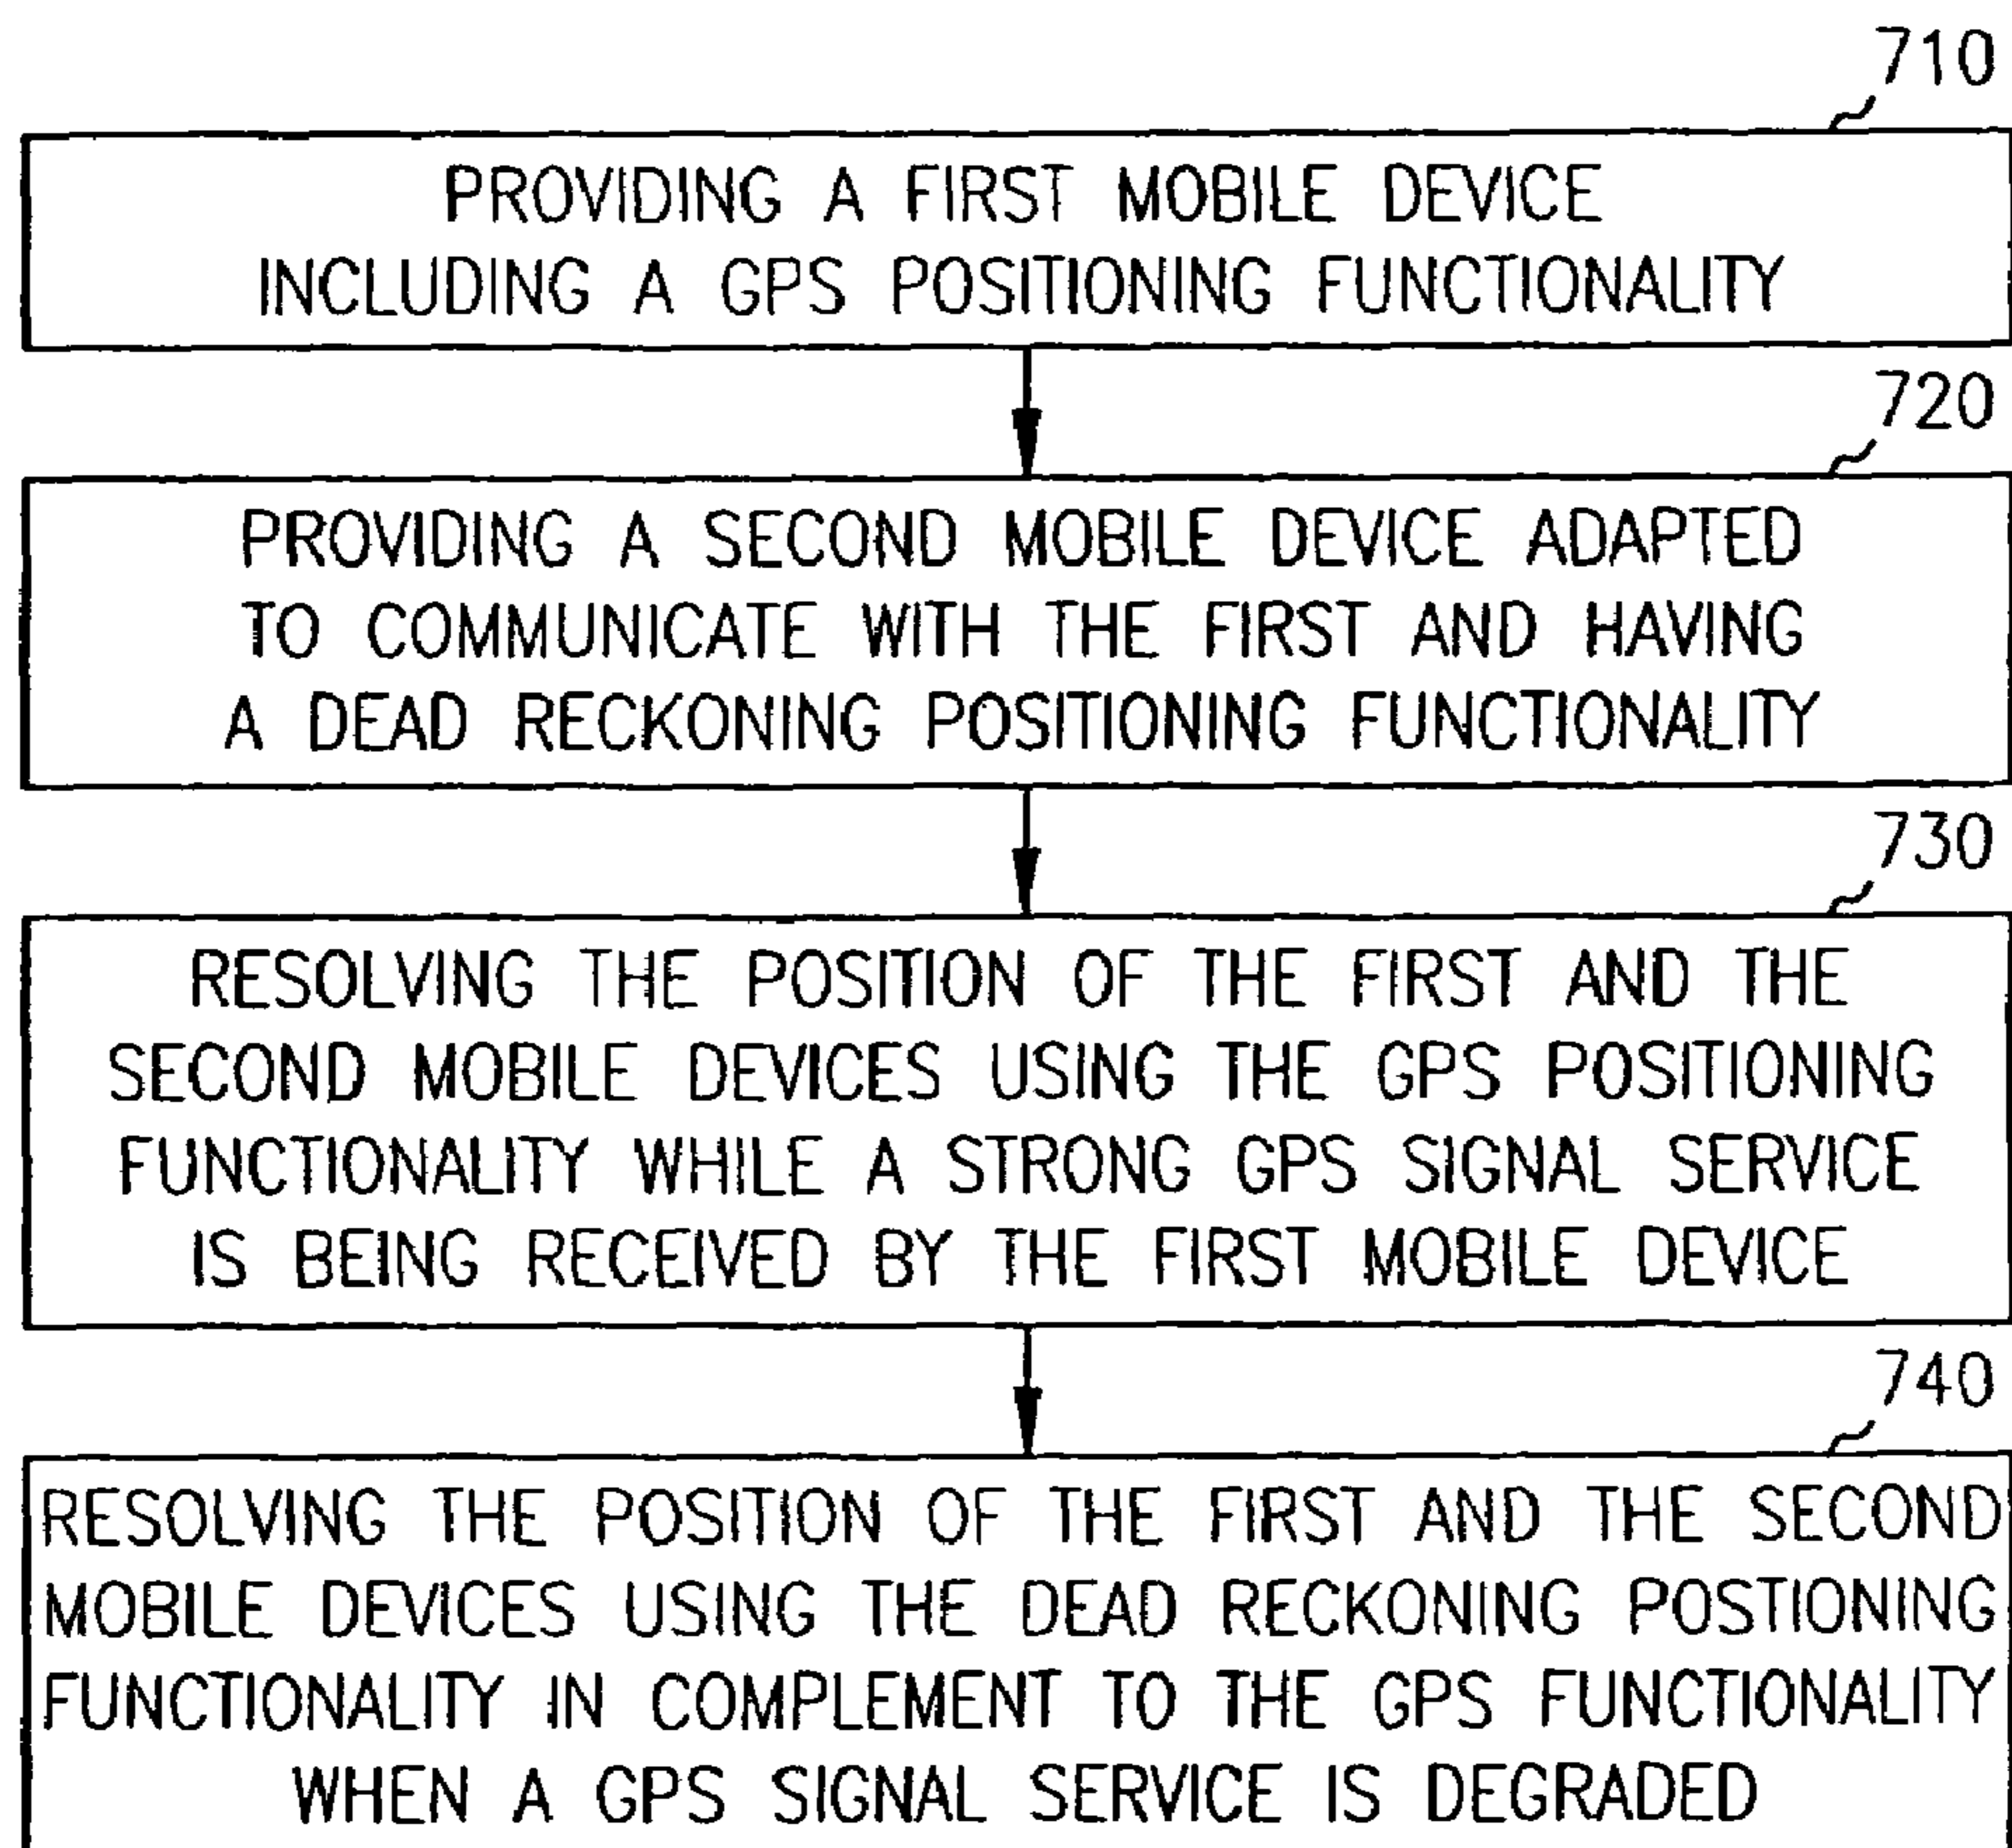 710
PROVIDING A FIRST MOBILE DEVICE
INCLUDING A GPS POSITIONING FUNCTIONALITY
720
PROVIDING A SECOND MOBILE DEVICE ADAPTED
TO COMMUNICATE WITH THE FIRST AND HAVING
A DEAD RECKONING POSITIONING FUNCTIONALITY
730
RESOLVING THE POSITION OF THE FIRST AND THE
SECOND MOBILE DEVICES USING THE GPS POSITIONING
FUNCTIONALITY WHILE A STRONG GPS SIGNAL SERVICE
IS BEING RECEIVED BY THE FIRST MOBILE DEVICE
740
RESOLVING THE POSITION OF THE FIRST AND THE SECOND
MOBILE DEVICES USING THE DEAD RECKONING POSTIONING
FUNCTIONALITY IN COMPLEMENT TO THE GPS FUNCTIONALITY
WHEN A GPS SIGNAL SERVICE IS DEGRADED